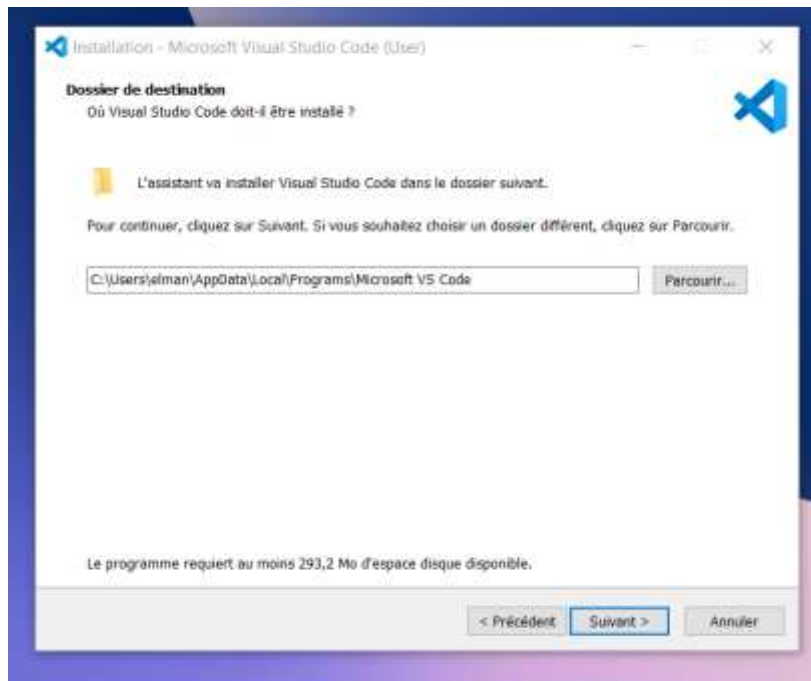 Installation - Microsoft Visual Studio Code (User)
Dossier de destination
Où Visual Studio Code doit-il être installé ?
L'assistant va installer Visual Studio Code dans le dossier suivant.
Pour continuer, cliquez sur Suivant. Si vous souhaitez choisir un dossier différent, cliquez sur Parcourir.
C:\Users\elman\AppData\Local\Programs\Microsoft VS Code
Parcourir...
Le programme requiert au moins 293,2 Mo d'espace disque disponible.
< Précédent
Suivant >
Annuler